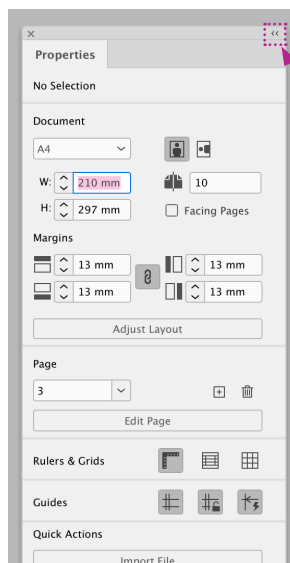 Properties
No Selection
Document
A4
W: 210 mm 10
H: 297 mm Facing Pages
Margins
13 mm 13 mm
13 mm 13 mm
Adjust Layout
Page
3
Edit Page
Rulers & Grids
Guides
Quick Actions
Import File